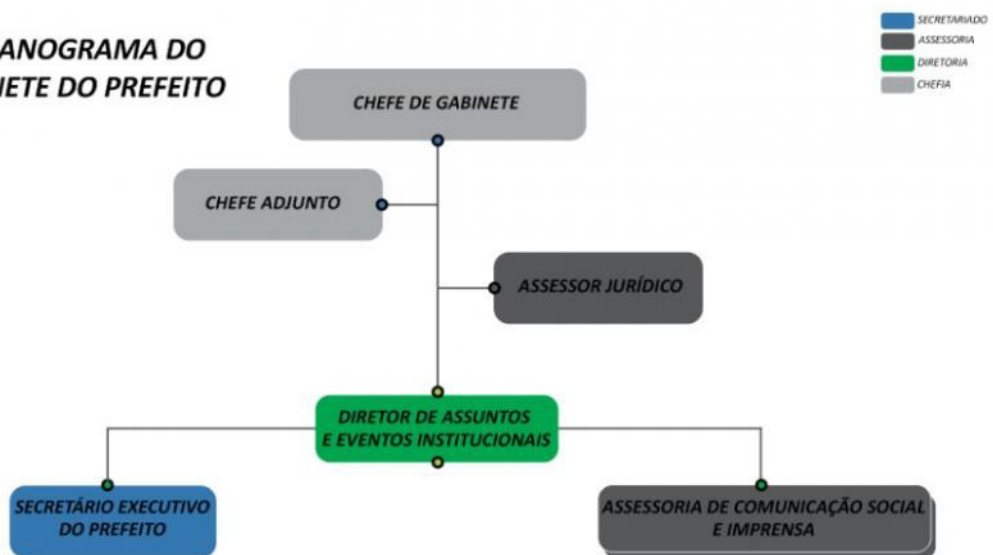 ANOGRAMA DO
ETE DO PREFEITO
SECRETARIADO
ASSESSORIA
DIRETORIA
CHEFIA
CHEFE DE GABINETE
CHEFE ADJUNTO
ASSESSOR JURÍDICO
DIRETOR DE ASSUNTOS
E EVENTOS INSTITUCIONAIS
SECRETÁRIO EXECUTIVO
DO PREFEITO
ASSESSORIA DE COMUNICAÇÃO SOCIAL
E IMPRENSA